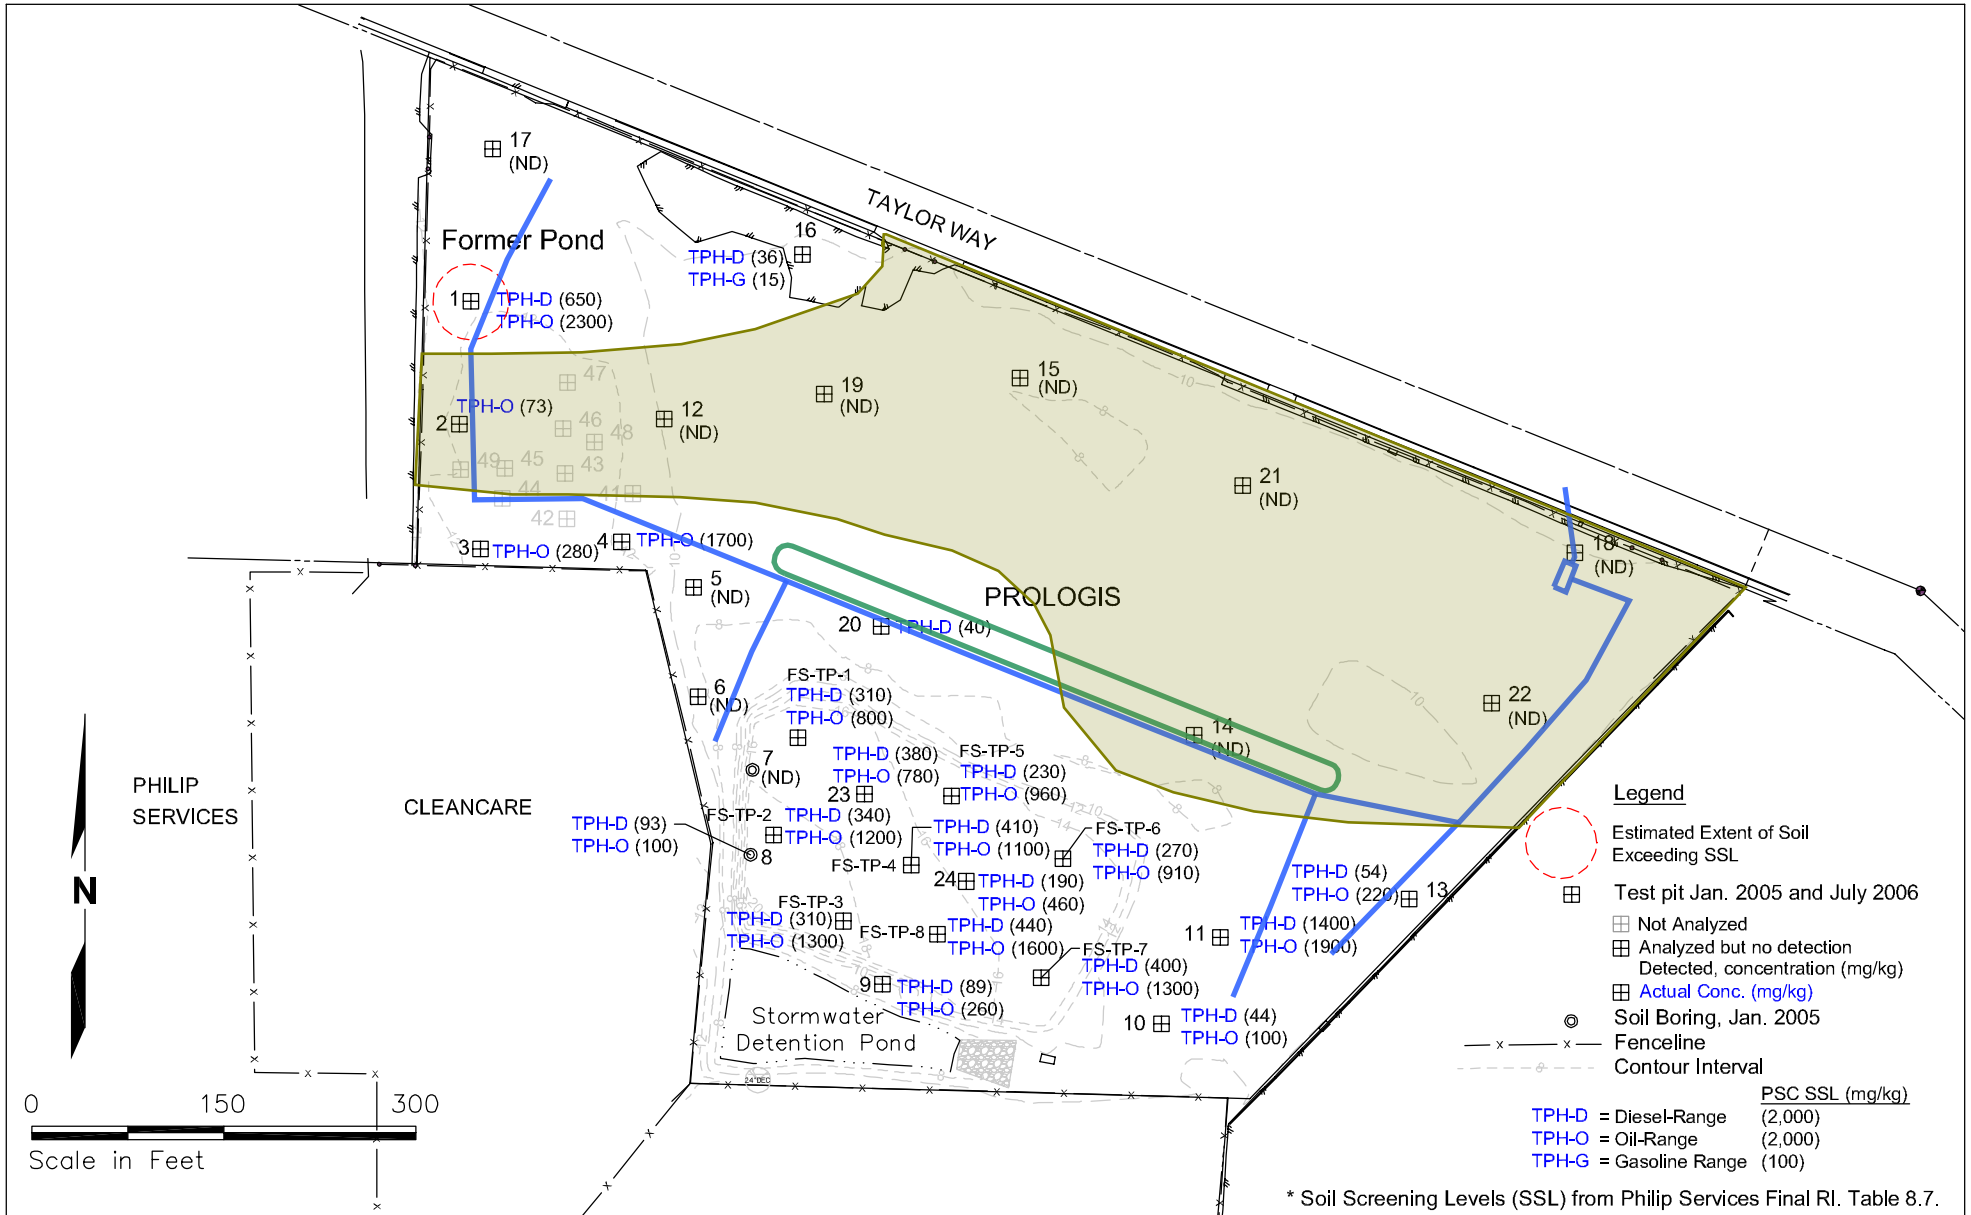 TAYLOR WAY
17
(ND)
Former Pond
16
TPH-D (36)
TPH-G (15)
1
TPH-D (650)
TPH-O (2300)
47
TPH-O (73)
2
46
48
12
(ND)
19
(ND)
15
(ND)
49
45
43
44
41
42
21
(ND)
3
TPH-O (280)
4
TPH-O (1700)
5
(ND)
18
(ND)
PROLOGIS
20
TPH-D (40)
6
(ND)
FS-TP-1
TPH-D (310)
TPH-O (800)
22
(ND)
14
(ND)
7
(ND)
TPH-D (380)
TPH-O (780)
23
FS-TP-5
TPH-D (230)
TPH-O (960)
PHILIP
SERVICES
CLEANCARE
FS-TP-2
TPH-D (340)
TPH-O (1200)
TPH-D (93)
TPH-O (100)
8
TPH-D (410)
TPH-O (1100)
FS-TP-4
FS-TP-6
TPH-D (270)
TPH-O (910)
24
TPH-D (190)
TPH-O (460)
TPH-D (54)
TPH-O (220)
13
FS-TP-3
TPH-D (310)
TPH-O (1300)
FS-TP-8
TPH-D (440)
TPH-O (1600)
11
TPH-D (1400)
TPH-O (1900)
FS-TP-7
TPH-D (400)
TPH-O (1300)
9
TPH-D (89)
TPH-O (260)
10
TPH-D (44)
TPH-O (100)
Stormwater
Detention Pond
24"DEC
N
0 150 300
Scale in Feet
Legend
Estimated Extent of Soil
Exceeding SSL
Test pit Jan. 2005 and July 2006
Not Analyzed
Analyzed but no detection
Detected, concentration (mg/kg)
Actual Conc. (mg/kg)
Soil Boring, Jan. 2005
Fenceline
Contour Interval
PSC SSL (mg/kg)
TPH-D = Diesel-Range (2,000)
TPH-O = Oil-Range (2,000)
TPH-G = Gasoline Range (100)
* Soil Screening Levels (SSL) from Philip Services Final RI. Table 8.7.